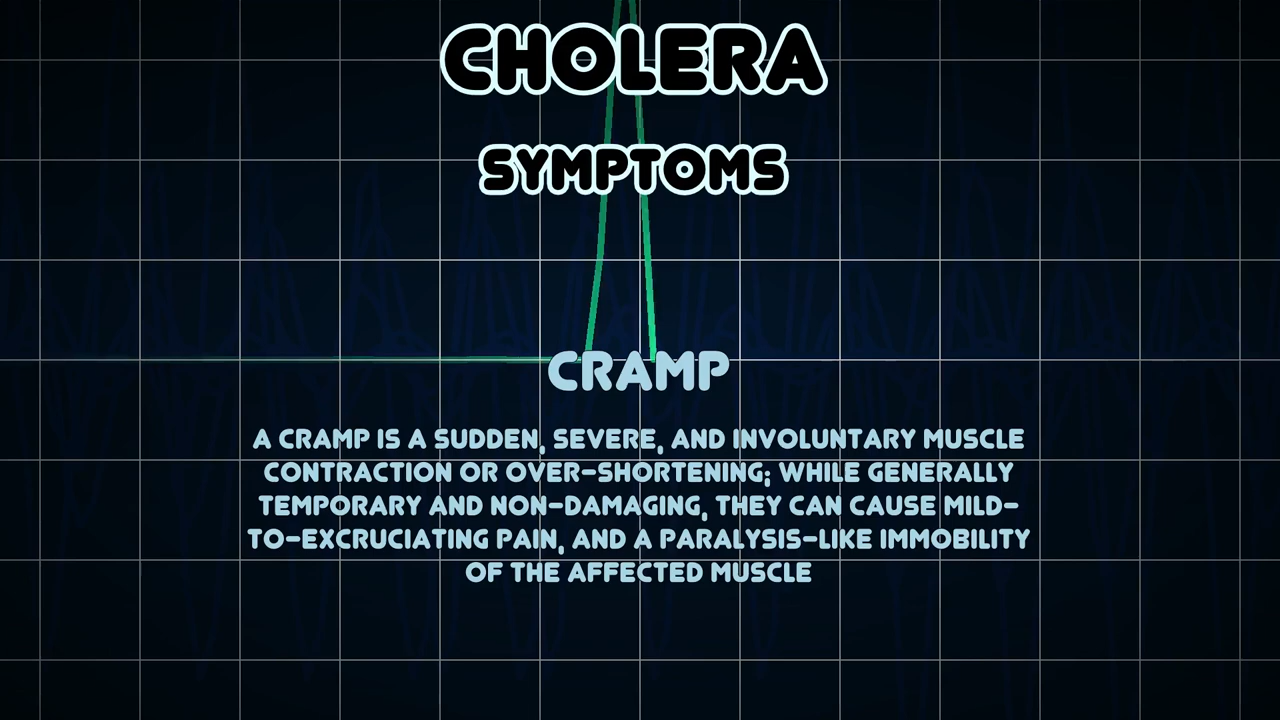 CHOLERA
SYMPTOMS
CRAMP
A CRAMP IS A SUDDEN, SEVERE, AND INVOLUNTARY MUSCLE
CONTRACTION OR OVER-SHORTENING; WHILE GENERALLY
TEMPORARY AND NON-DAMAGING, THEY CAN CAUSE MILD-
TO-EXCRUCIATING PAIN, AND A PARALYSIS-LIKE IMMOBILITY
OF THE AFFECTED MUSCLE